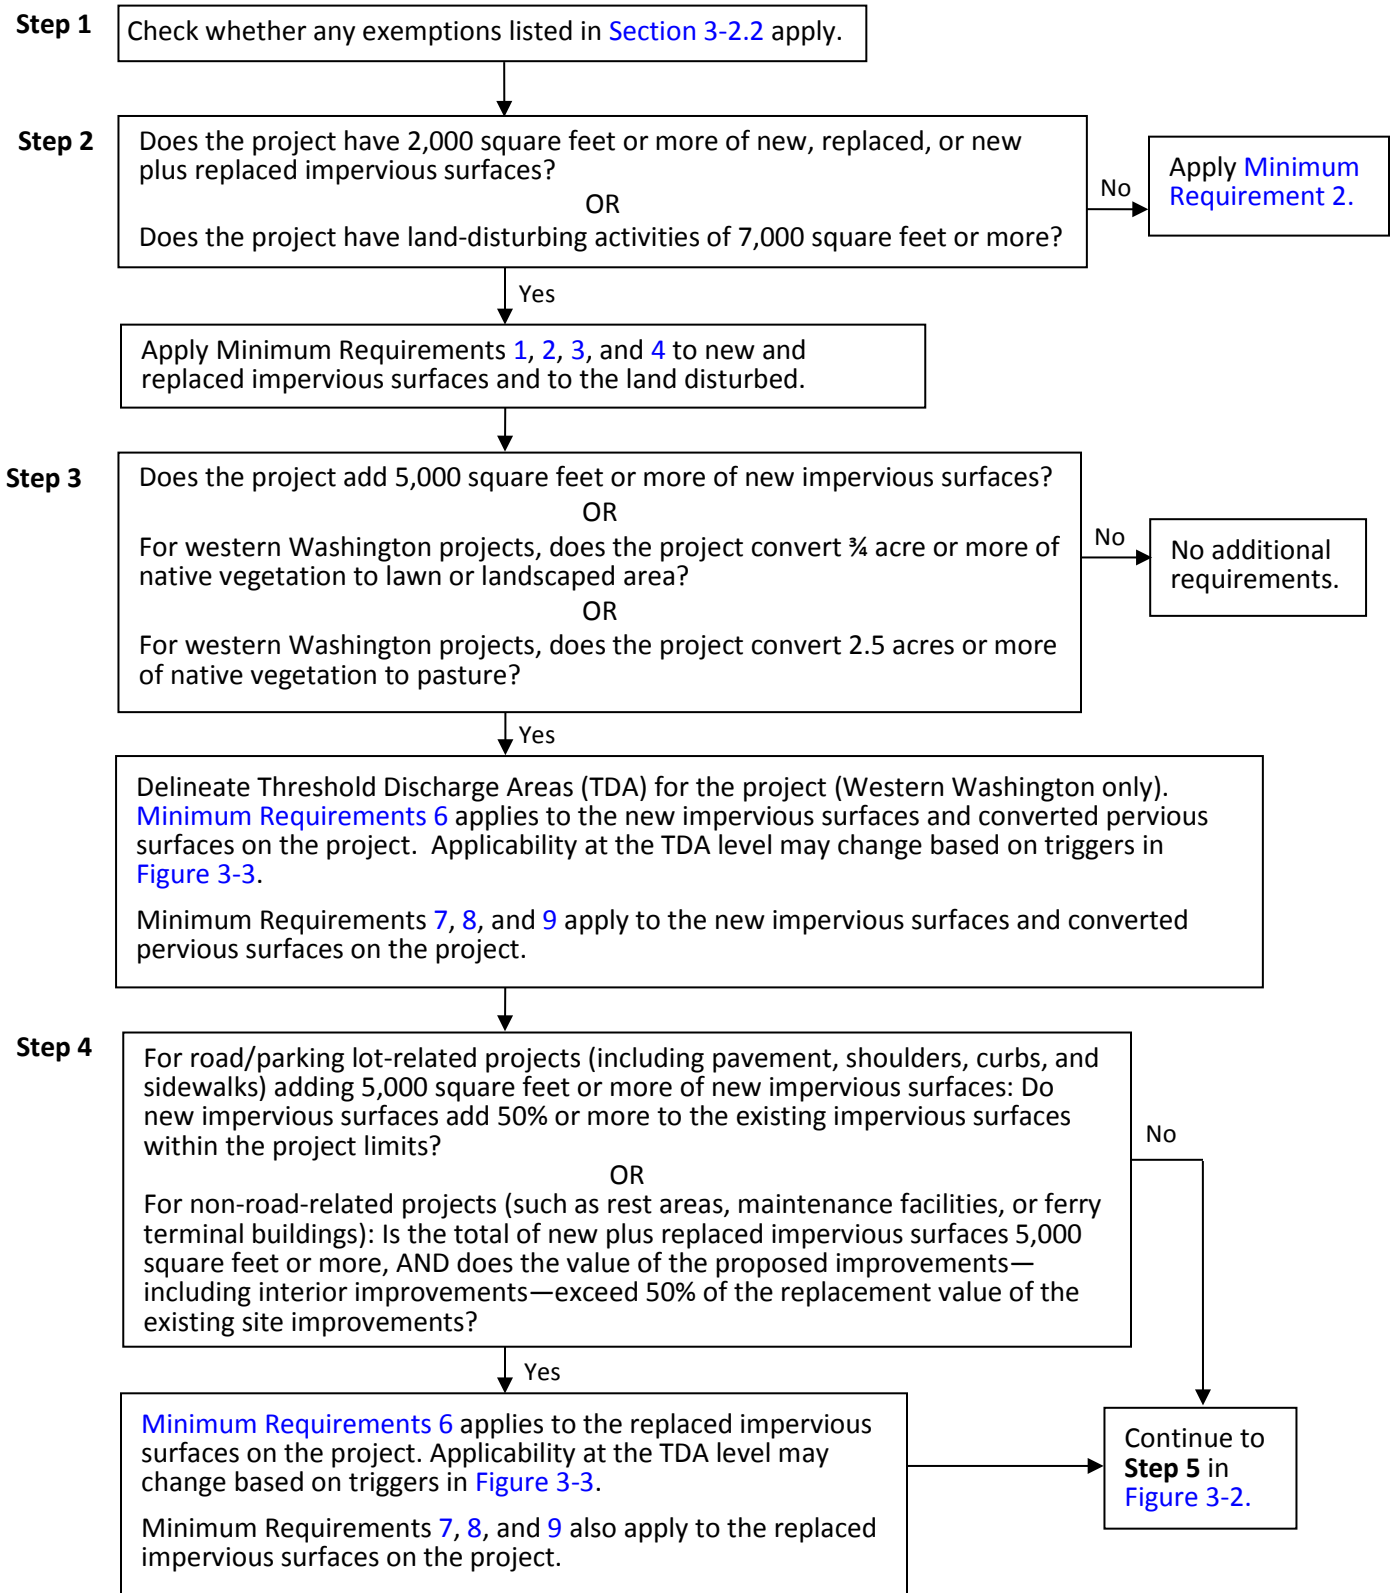 Step 1
Check whether any exemptions listed in Section 3-2.2 apply.
Step 2
Does the project have 2,000 square feet or more of new, replaced, or new
plus replaced impervious surfaces?
OR
Does the project have land-disturbing activities of 7,000 square feet or more?
No
Apply Minimum
Requirement 2.
Yes
Apply Minimum Requirements 1, 2, 3, and 4 to new and
replaced impervious surfaces and to the land disturbed.
Step 3
Does the project add 5,000 square feet or more of new impervious surfaces?
OR
For western Washington projects, does the project convert ¾ acre or more of
native vegetation to lawn or landscaped area?
OR
For western Washington projects, does the project convert 2.5 acres or more
of native vegetation to pasture?
No
No additional
requirements.
Yes
Delineate Threshold Discharge Areas (TDA) for the project (Western Washington only).
Minimum Requirements 6 applies to the new impervious surfaces and converted pervious
surfaces on the project.  Applicability at the TDA level may change based on triggers in
Figure 3-3.
Minimum Requirements 7, 8, and 9 apply to the new impervious surfaces and converted
pervious surfaces on the project.
Step 4
For road/parking lot-related projects (including pavement, shoulders, curbs, and
sidewalks) adding 5,000 square feet or more of new impervious surfaces: Do
new impervious surfaces add 50% or more to the existing impervious surfaces
within the project limits?
OR
For non-road-related projects (such as rest areas, maintenance facilities, or ferry
terminal buildings): Is the total of new plus replaced impervious surfaces 5,000
square feet or more, AND does the value of the proposed improvements—
including interior improvements—exceed 50% of the replacement value of the
existing site improvements?
No
Yes
Minimum Requirements 6 applies to the replaced impervious
surfaces on the project. Applicability at the TDA level may
change based on triggers in Figure 3-3.
Minimum Requirements 7, 8, and 9 also apply to the replaced
impervious surfaces on the project.
Continue to
Step 5 in
Figure 3-2.